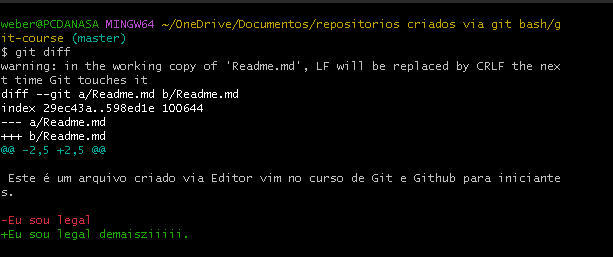 weber@PCDANASA MINGW64 ~/OneDrive/Documentos/repositorios criados via git bash/g
it-course (master)
$ git diff
warning: in the working copy of 'Readme.md', LF will be replaced by CRLF the nex
t time Git touches it
diff --git a/Readme.md b/Readme.md
index 29ec43a..598ed1e 100644
--- a/Readme.md
+++ b/Readme.md
@@ -2,5 +2,5 @@
Este é um arquivo criado via Editor vim no curso de Git e Github para iniciante
s.
-Eu sou legal
+Eu sou legal demaisziiiii.